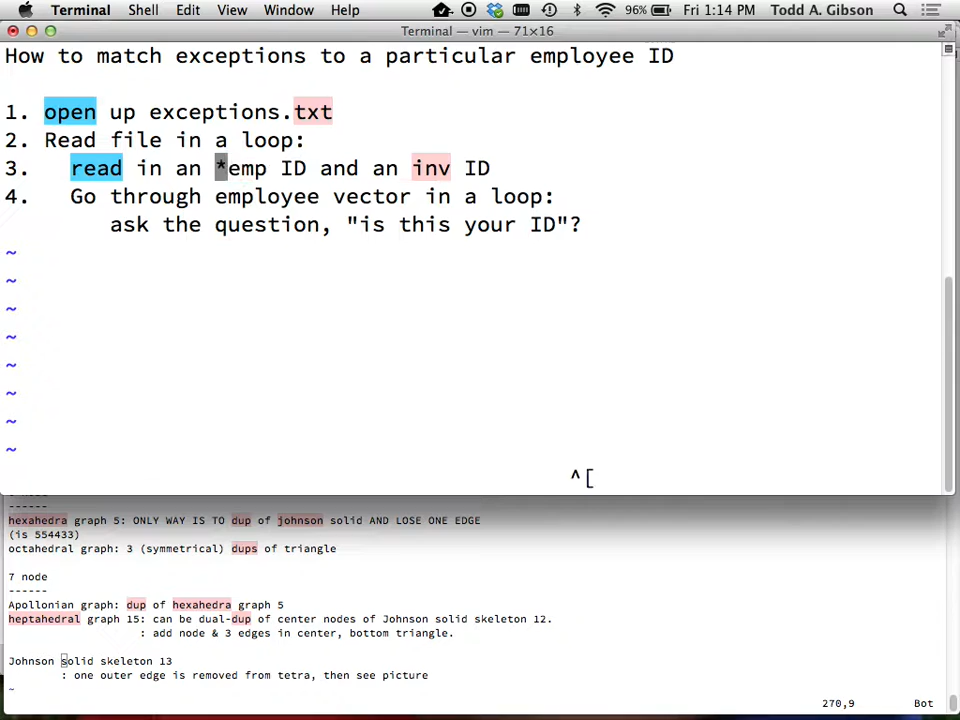 Terminal Shell Edit View Window Help 96% Fri 1:14 PM Todd A. Gibson
Terminal — vim — 71×16
How to match exceptions to a particular employee ID
1. open up exceptions.txt
2. Read file in a loop:
3. read in an *emp ID and an inv ID
4. Go through employee vector in a loop:
ask the question, "is this your ID"?
~
~
~
~
~
~
~
~
^[
------
hexahedra graph 5: ONLY WAY IS TO dup of johnson solid AND LOSE ONE EDGE
(is 554433)
octahedral graph: 3 (symmetrical) dups of triangle
7 node
------
Apollonian graph: dup of hexahedra graph 5
heptahedral graph 15: can be dual-dup of center nodes of Johnson solid skeleton 12.
: add node & 3 edges in center, bottom triangle.
Johnson solid skeleton 13
: one outer edge is removed from tetra, then see picture
~
270,9 Bot